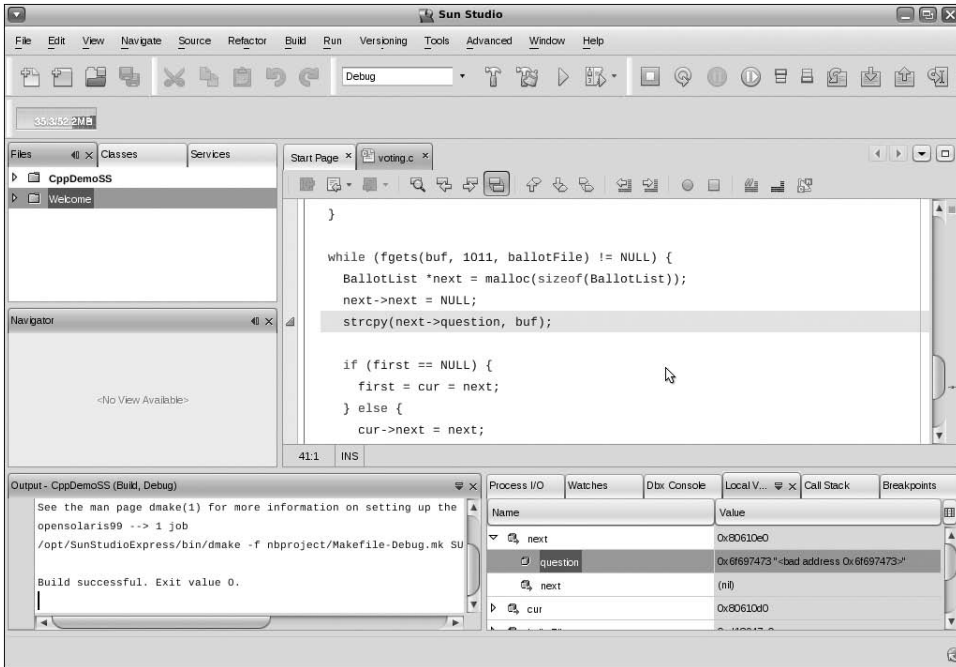 Sun Studio
File Edit View Navigate Source Refactor Build Run Versioning Tools Advanced Window Help
Debug
35.3/52.2MB
Files Classes Services
CppDemoSS
Welcome
Start Page voting.c
}
while (fgets(buf, 1011, ballotFile) != NULL) {
BallotList *next = malloc(sizeof(BallotList));
next->next = NULL;
strcpy(next->question, buf);
if (first == NULL) {
first = cur = next;
} else {
cur->next = next;
41:1 INS
Navigator
<No View Available>
Output - CppDemoSS (Build, Debug)
See the man page dmake(1) for more information on setting up the
opensolaris99 --> 1 job
/opt/SunStudioExpress/bin/dmake -f nbproject/Makefile-Debug.mk SU
Build successful. Exit value 0.
Process I/O Watches Dbx Console Local V... Call Stack Breakpoints
Name Value
next 0x80610e0
question 0x6f697473 "<bad address 0x6f697473>"
next (nil)
cur 0x80610d0